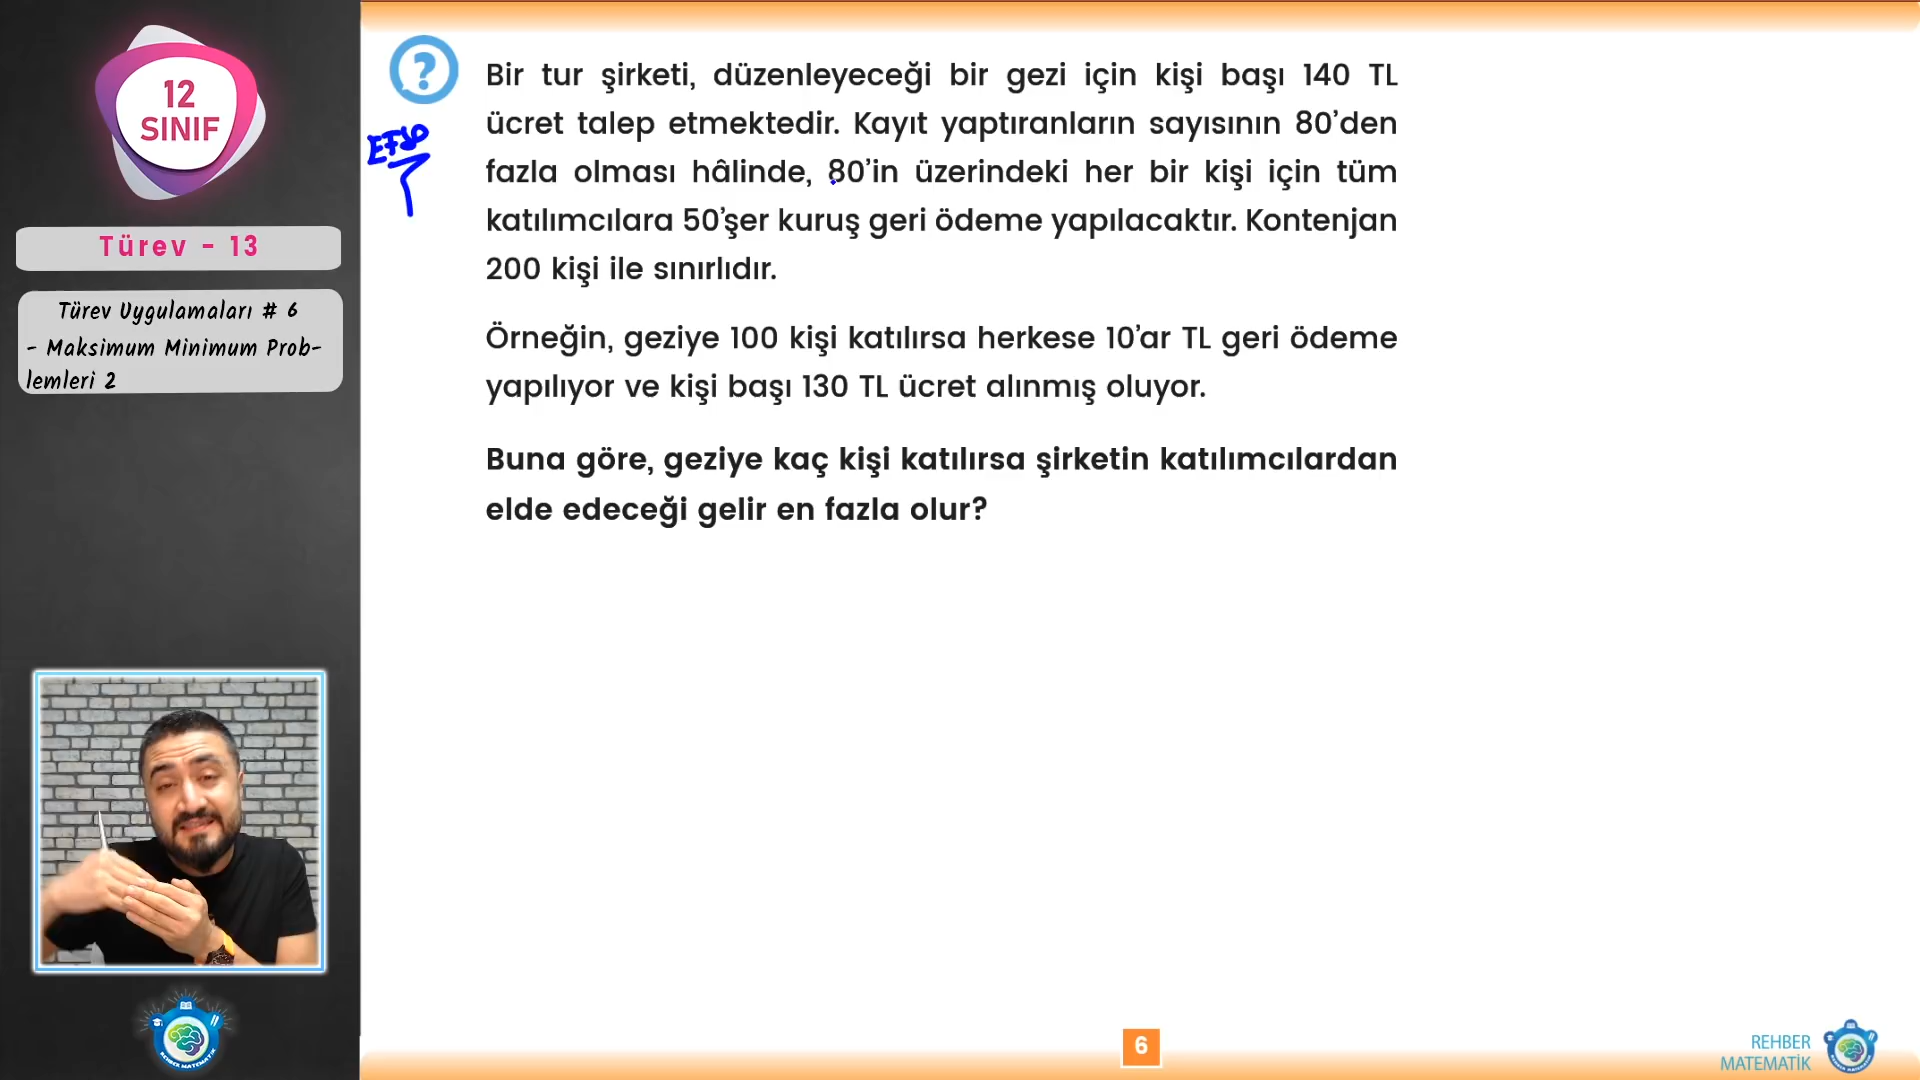 12
SINIF
Türev - 13
Türev Uygulamaları # 6
- Maksimum Minimum Prob-
lemleri 2
?
Bir tur şirketi, düzenleyeceği bir gezi için kişi başı 140 TL
ücret talep etmektedir. Kayıt yaptıranların sayısının 80’den
fazla olması hâlinde, 80’in üzerindeki her bir kişi için tüm
katılımcılara 50’şer kuruş geri ödeme yapılacaktır. Kontenjan
200 kişi ile sınırlıdır.
Örneğin, geziye 100 kişi katılırsa herkese 10’ar TL geri ödeme
yapılıyor ve kişi başı 130 TL ücret alınmış oluyor.
Buna göre, geziye kaç kişi katılırsa şirketin katılımcılardan
elde edeceği gelir en fazla olur?
6
REHBER
MATEMATİK
REHBER MATEMATİK